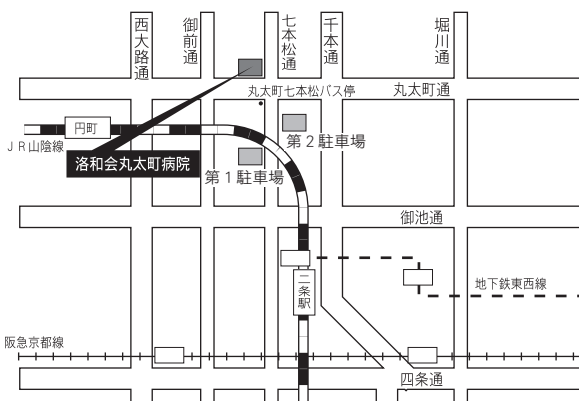 西大路通
御前通
七本松通
千本通
堀川通
丸太町七本松バス停
丸太町通
円町
JR山陰線
第2駐車場
洛和会丸太町病院
第1駐車場
御池通
二条駅
地下鉄東西線
阪急京都線
四条通